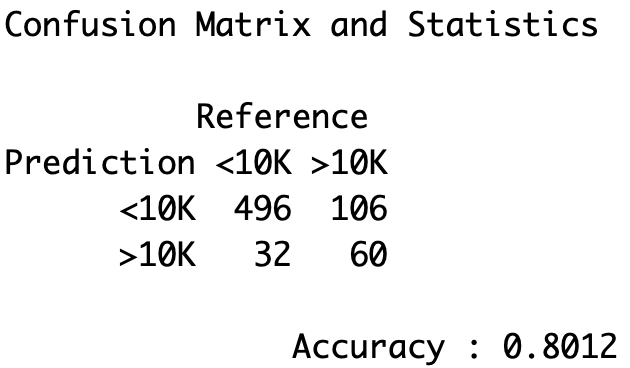 Confusion Matrix and Statistics
Reference
Prediction <10K >10K
<10K 496 106
>10K 32 60
Accuracy : 0.8012